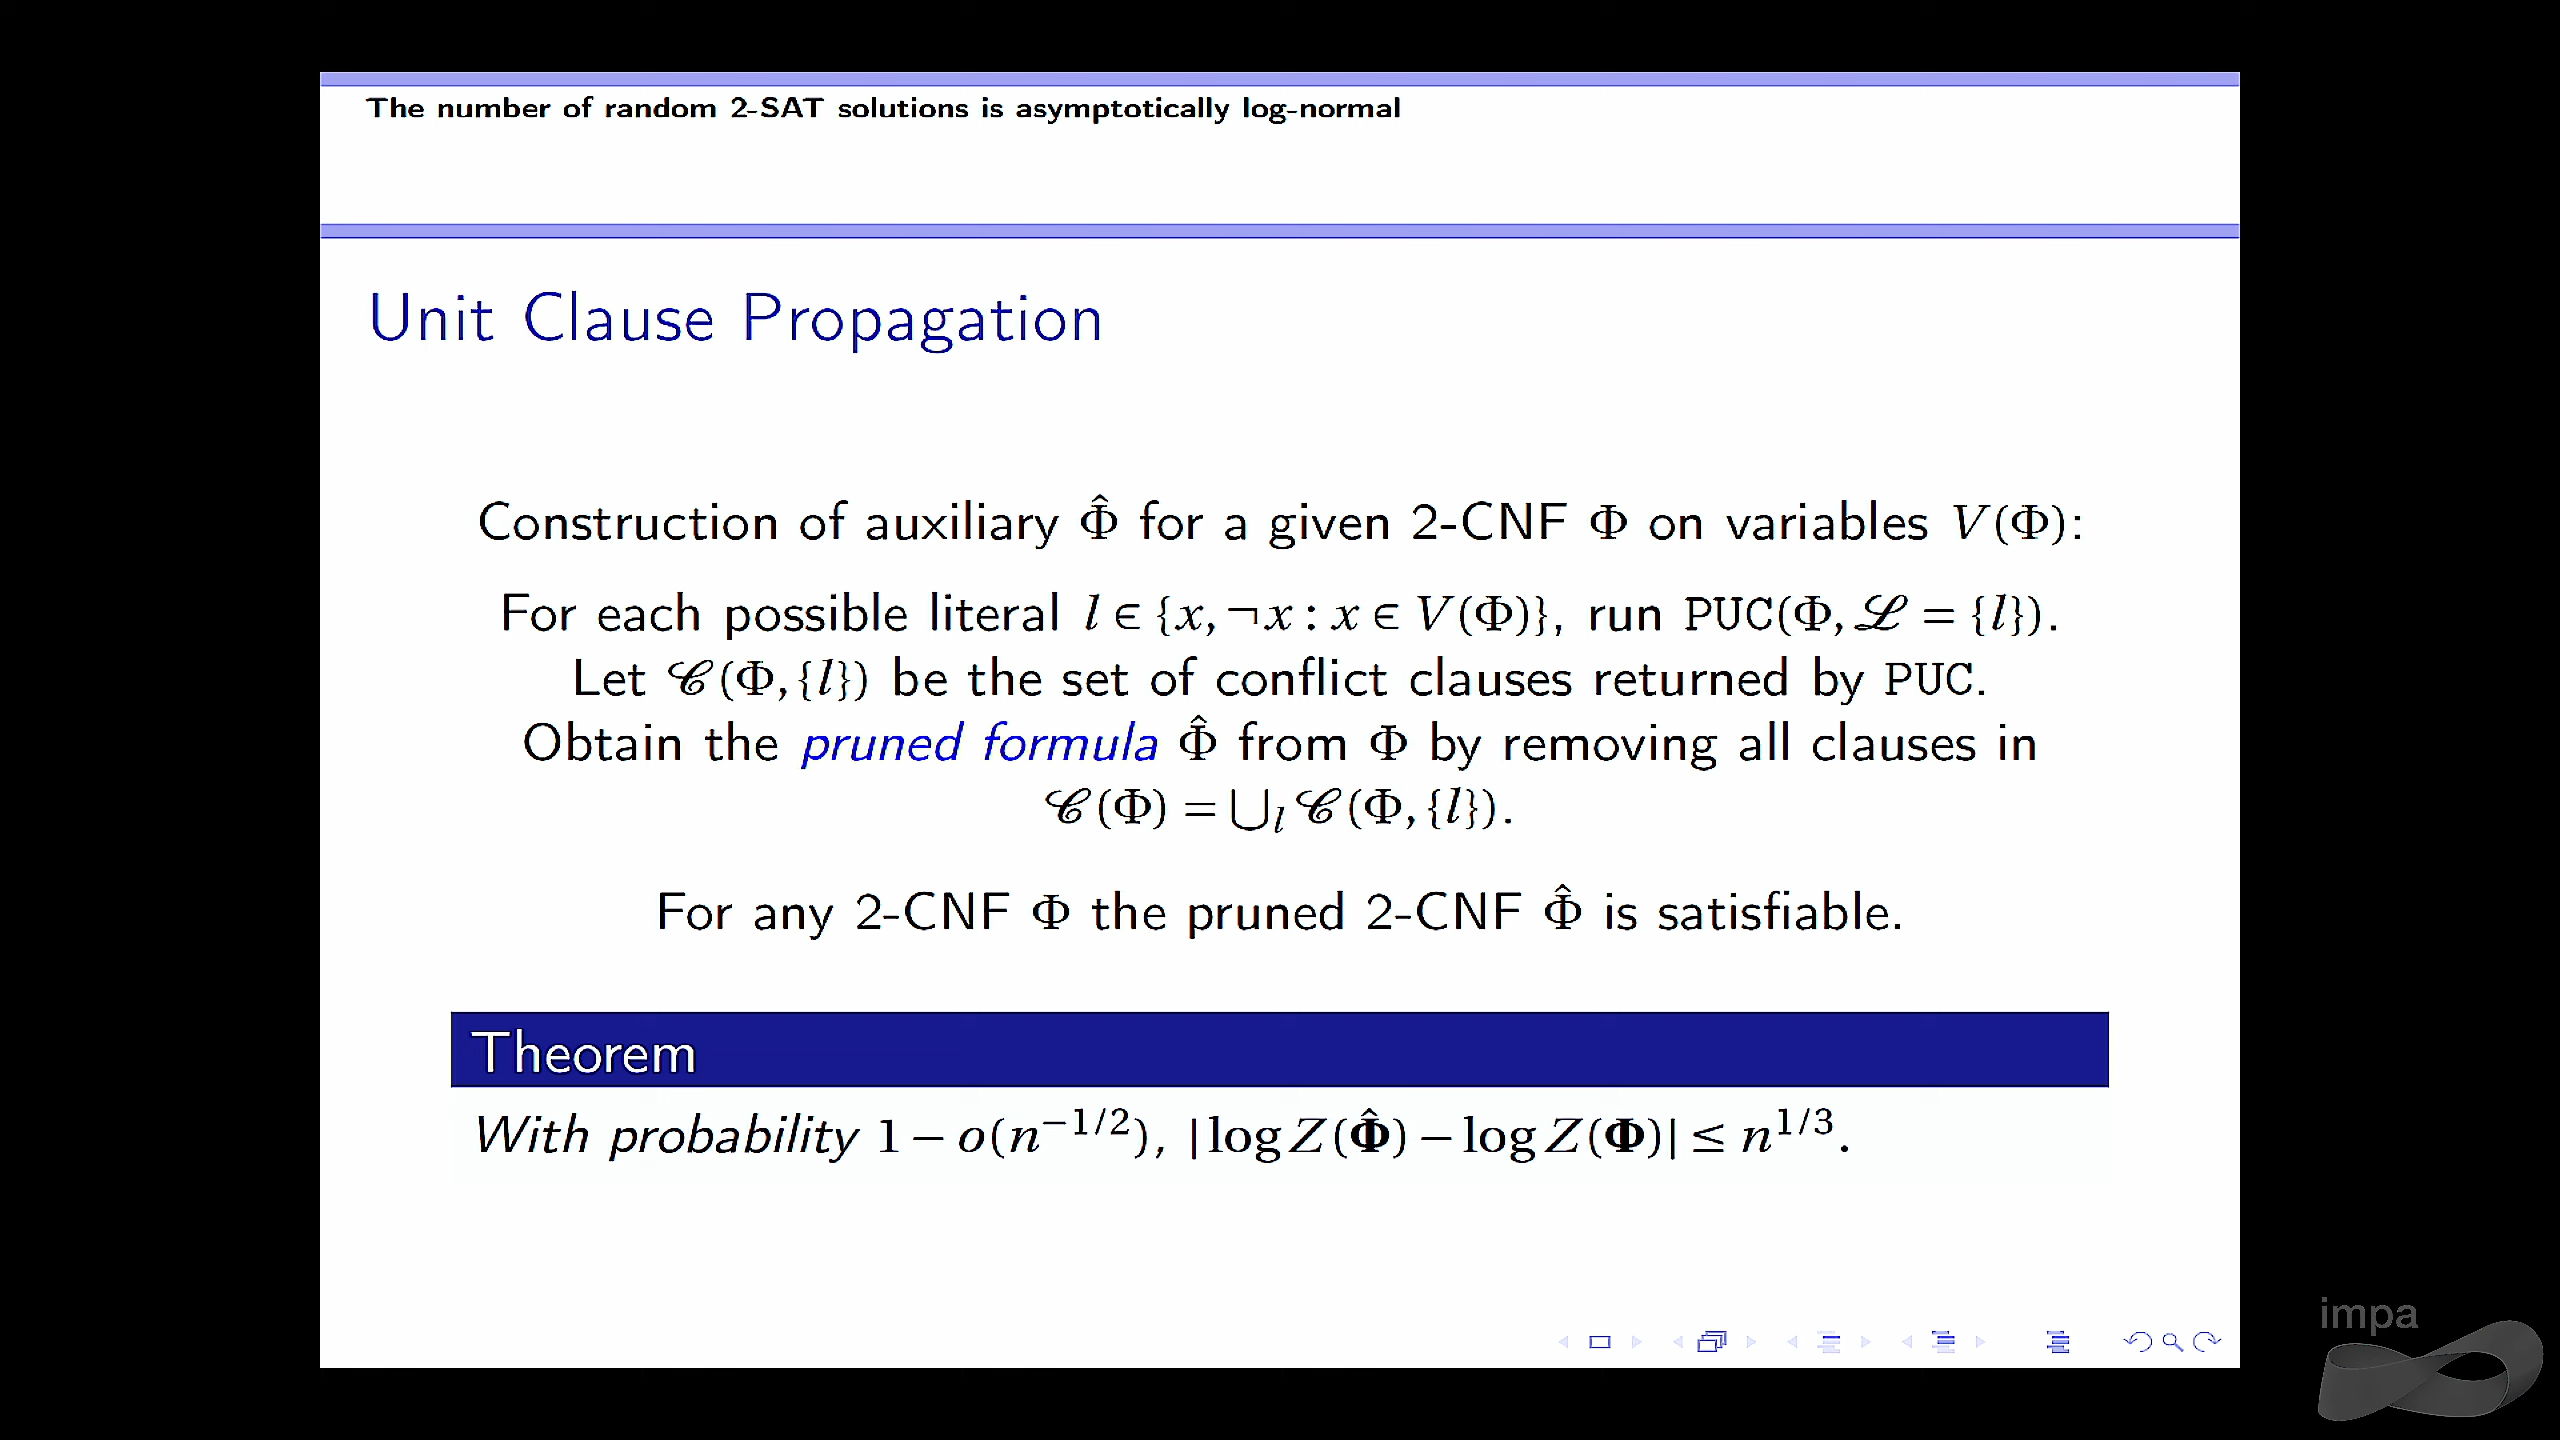 The number of random 2-SAT solutions is asymptotically log-normal
Unit Clause Propagation
Construction of auxiliary Φ̂ for a given 2-CNF Φ on variables V(Φ):
For each possible literal l ∈ {x, ¬x : x ∈ V(Φ)}, run PUC(Φ, ℒ = {l}).
Let 𝒞(Φ, {l}) be the set of conflict clauses returned by PUC.
Obtain the pruned formula Φ̂ from Φ by removing all clauses in
𝒞(Φ) = ⋃_l 𝒞(Φ, {l}).
For any 2-CNF Φ the pruned 2-CNF Φ̂ is satisfiable.
Theorem
With probability 1 − o(n^{−1/2}), |log Z(𝚽̂) − log Z(𝚽)| ≤ n^{1/3}.
impa